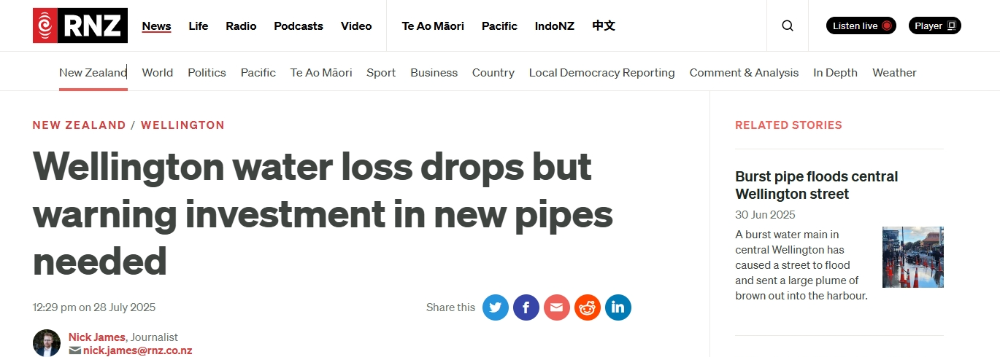 RNZ
News Life Radio Podcasts Video Te Ao Māori Pacific IndoNZ 中文 Listen live Player
New Zealand World Politics Pacific Te Ao Māori Sport Business Country Local Democracy Reporting Comment & Analysis In Depth Weather
NEW ZEALAND / WELLINGTON
Wellington water loss drops but
warning investment in new pipes
needed
12:29 pm on 28 July 2025
Share this
Nick James, Journalist
nick.james@rnz.co.nz
RELATED STORIES
Burst pipe floods central
Wellington street
30 Jun 2025
A burst water main in
central Wellington has
caused a street to flood
and sent a large plume of
brown out into the harbour.